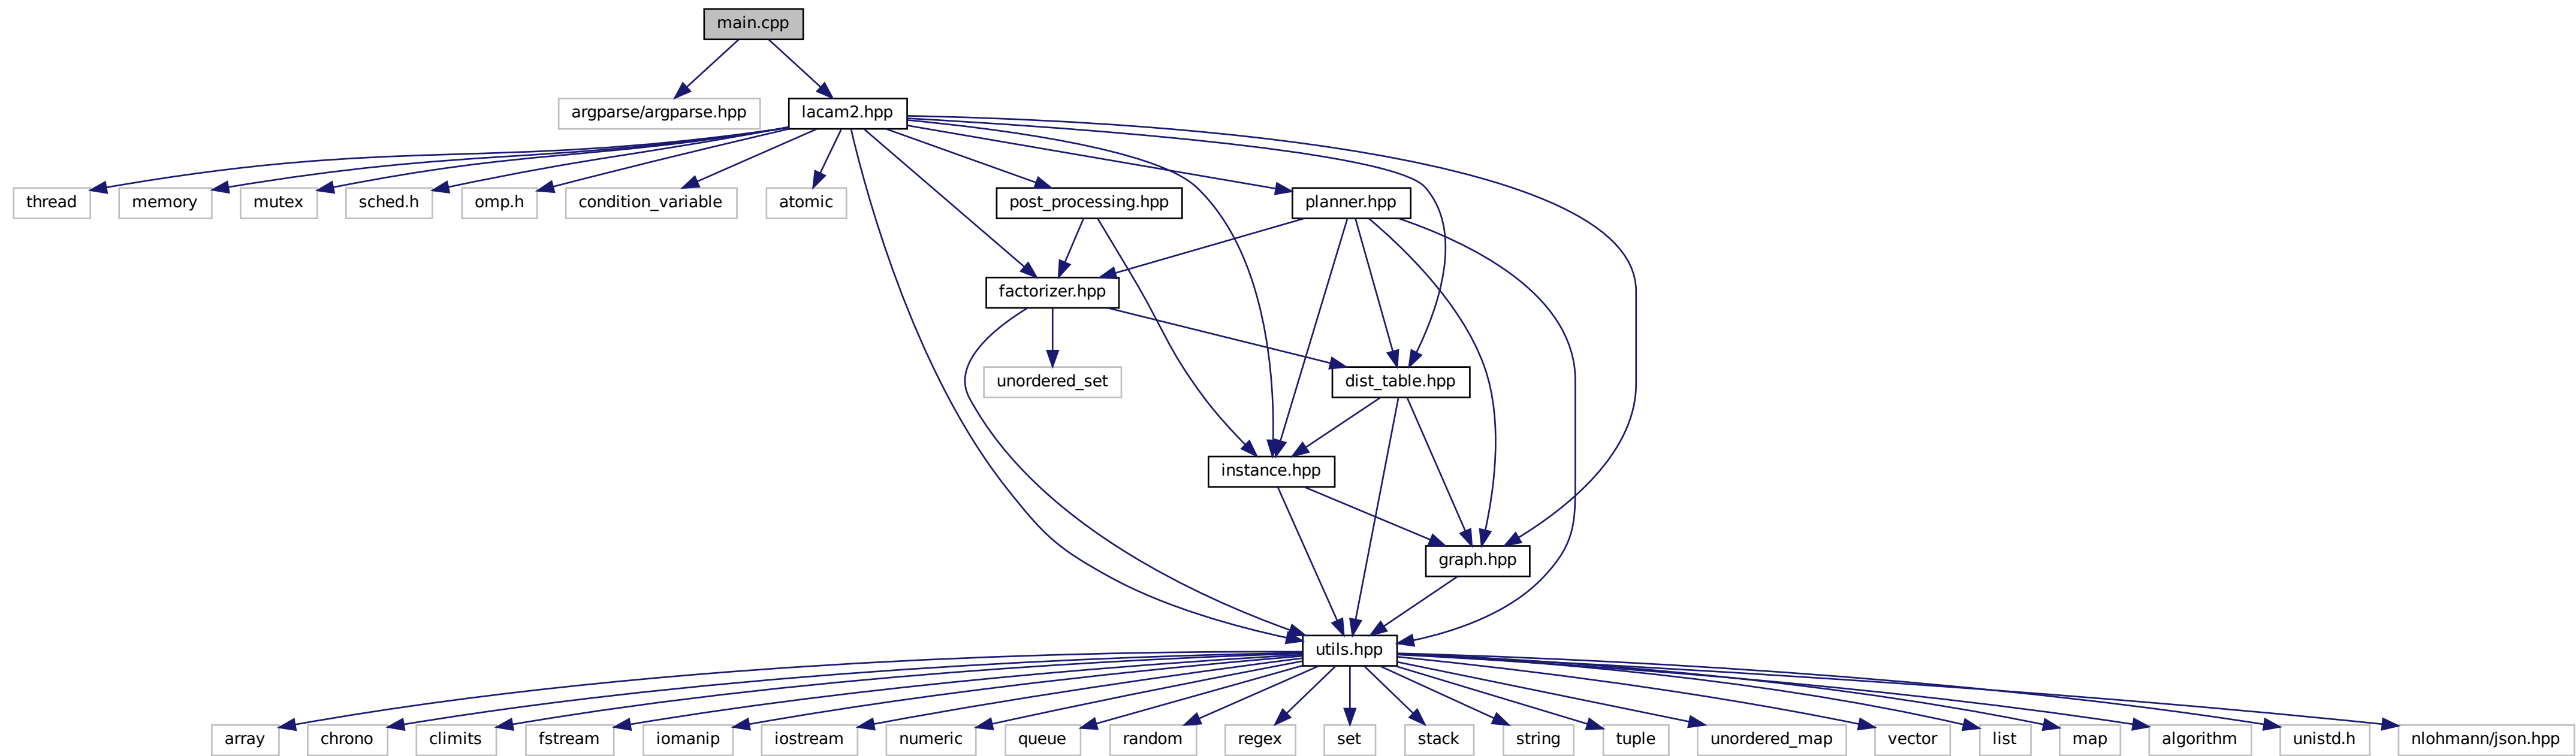 main.cpp
argparse/argparse.hpp
lacam2.hpp
thread
memory
mutex
sched.h
omp.h
condition_variable
atomic
post_processing.hpp
planner.hpp
factorizer.hpp
unordered_set
dist_table.hpp
instance.hpp
graph.hpp
utils.hpp
array
chrono
climits
fstream
iomanip
iostream
numeric
queue
random
regex
set
stack
string
tuple
unordered_map
vector
list
map
algorithm
unistd.h
nlohmann/json.hpp